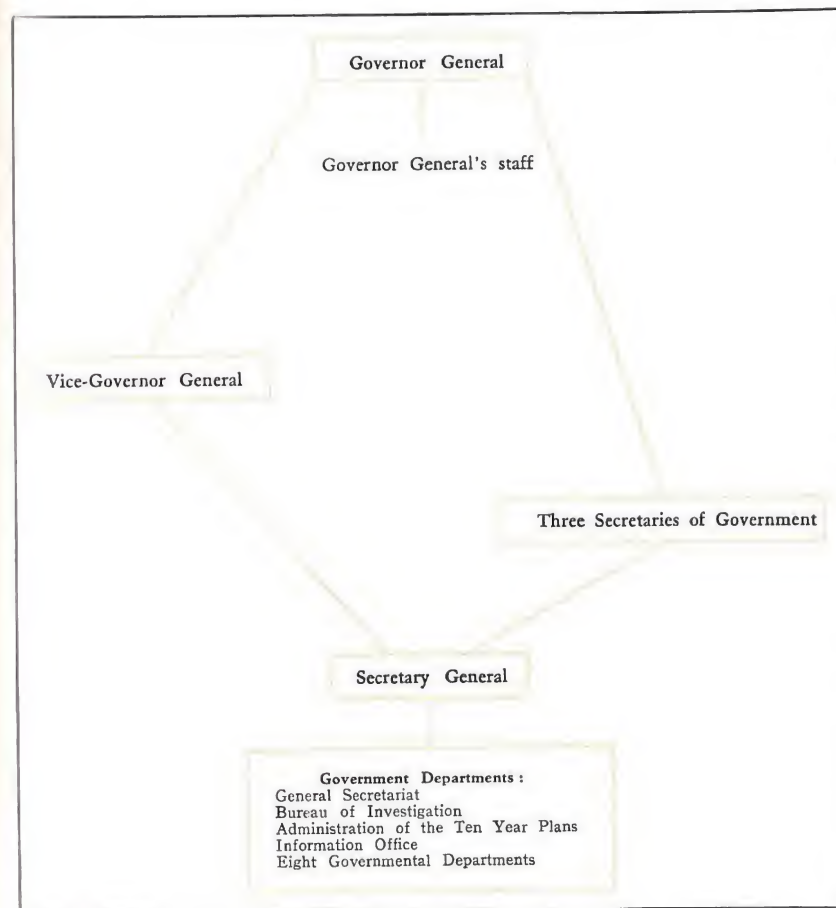 Governor General
Governor General's staff
Vice-Governor General
Three Secretaries of Government
Secretary General
Government Departments :
General Secretariat
Bureau of Investigation
Administration of the Ten Year Plans
Information Office
Eight Governmental Departments